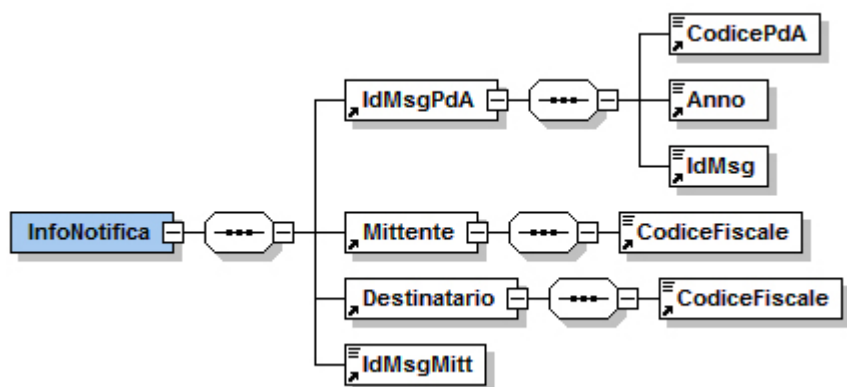 CodicePdA
IdMsgPdA
Anno
IdMsg
InfoNotifica
Mittente
CodiceFiscale
Destinatario
CodiceFiscale
IdMsgMitt